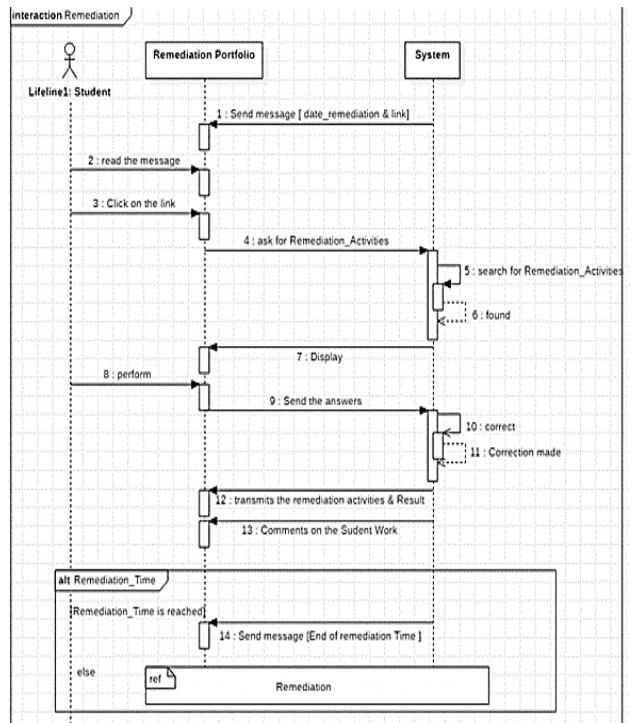 interaction Remediation
Remediation Portfolio
System
Lifeline1: Student
1 : Send message [ date_remediation & link]
2 : read the message
3 : Click on the link
4 : ask for Remediation_Activities
5 : search for Remediation_Activities
6 : found
7 : Display
8 : perform
9 : Send the answers
10 : correct
11 : Correction made
12 : transmits the remediation activities & Result
13 : Comments on the Sudent Work
alt Remediation_Time
[Remediation_Time is reached]
14 : Send message [End of remediation Time ]
else
ref
Remediation